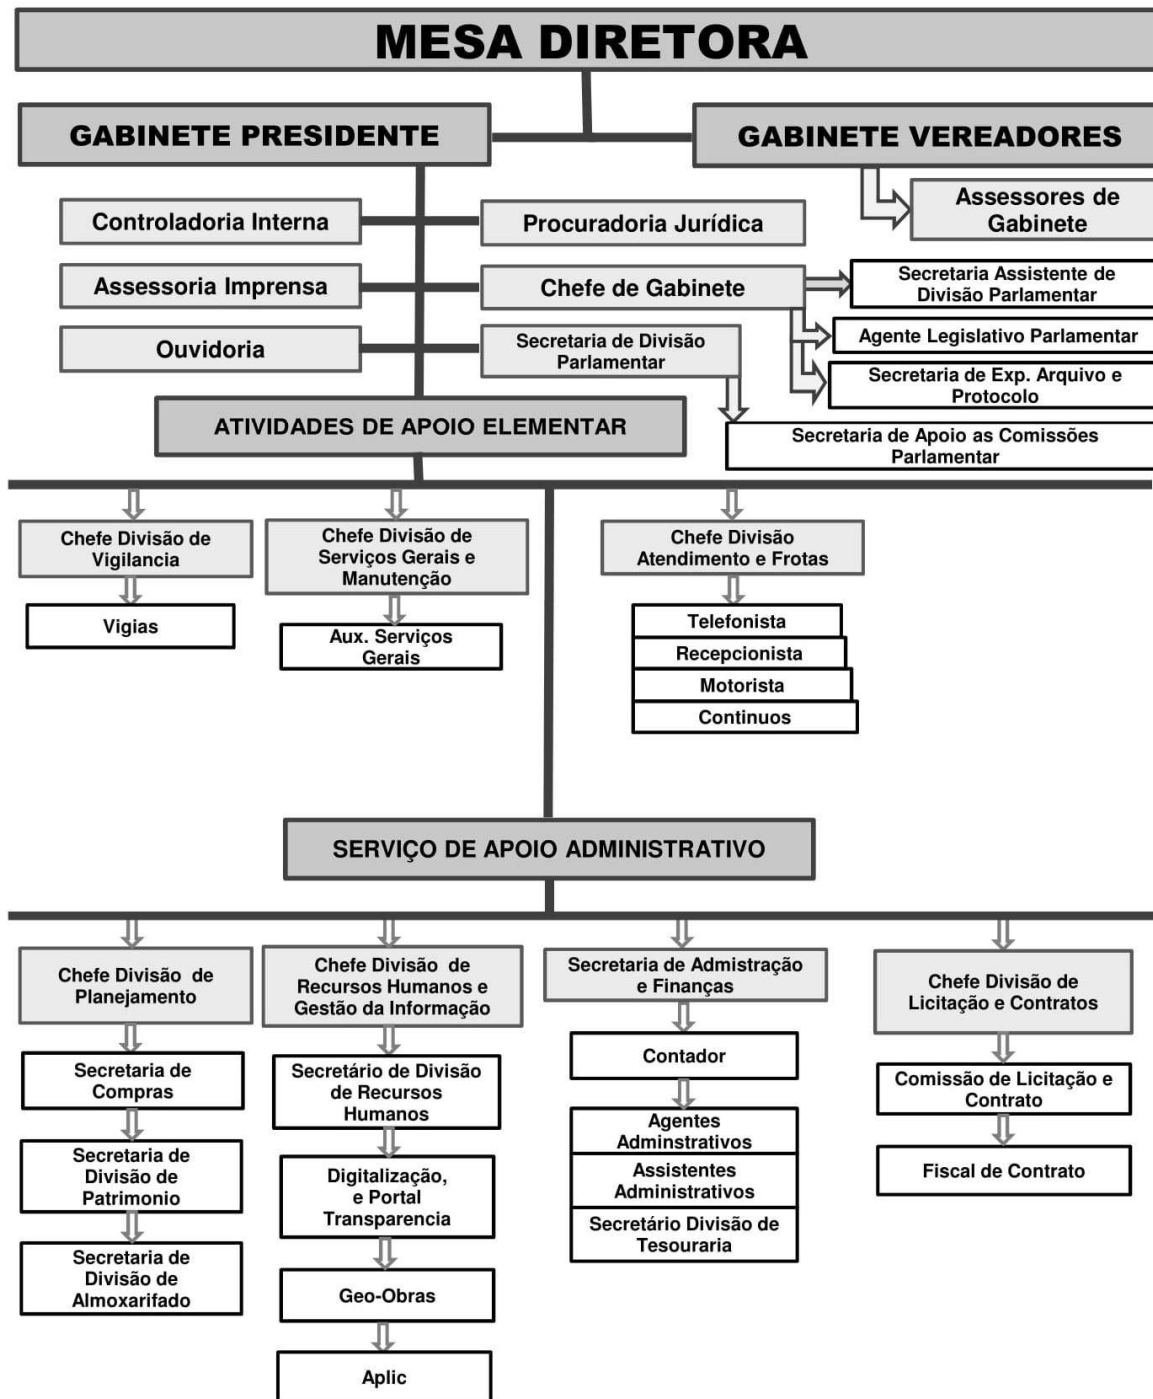 MESA DIRETORA
GABINETE PRESIDENTE
GABINETE VEREADORES
Assessores de
Gabinete
Controladoria Interna
Procuradoria Jurídica
Assessoria Imprensa
Chefe de Gabinete
Secretaria Assistente de
Divisão Parlamentar
Ouvidoria
Secretaria de Divisão
Parlamentar
Agente Legislativo Parlamentar
Secretaria de Exp. Arquivo e
Protocolo
ATIVIDADES DE APOIO ELEMENTAR
Secretaria de Apoio as Comissões
Parlamentar
Chefe Divisão de
Vigilancia
Vigias
Chefe Divisão de
Serviços Gerais e
Manutenção
Aux. Serviços
Gerais
Chefe Divisão
Atendimento e Frotas
Telefonista
Recepcionista
Motorista
Continuos
SERVIÇO DE APOIO ADMINISTRATIVO
Chefe Divisão de
Planejamento
Secretaria de
Compras
Secretaria de
Divisão de
Patrimonio
Secretaria de
Divisão de
Almoxarifado
Chefe Divisão de
Recursos Humanos e
Gestão da Informação
Secretário de Divisão
de Recursos
Humanos
Digitalização,
e Portal
Transparencia
Geo-Obras
Aplic
Secretaria de Admistração
e Finanças
Contador
Agentes
Adminstrativos
Assistentes
Administrativos
Secretário Divisão de
Tesouraria
Chefe Divisão de
Licitação e Contratos
Comissão de Licitação e
Contrato
Fiscal de Contrato